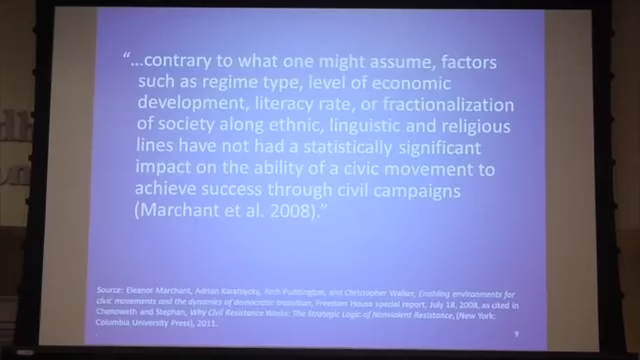 “...contrary to what one might assume, factors
such as regime type, level of economic
development, literacy rate, or fractionalization
of society along ethnic, linguistic and religious
lines have not had a statistically significant
impact on the ability of a civic movement to
achieve success through civil campaigns
(Marchant et al. 2008).”
Source: Eleanor Marchant, Adrian Karatnycky, Arch Puddington, and Christopher Walker, Enabling environments for
civic movements and the dynamics of democratic transition, Freedom House special report, July 18, 2008, as cited in
Chenoweth and Stephan, Why Civil Resistance Works: The Strategic Logic of Nonviolent Resistance, (New York:
Columbia University Press), 2011.
9